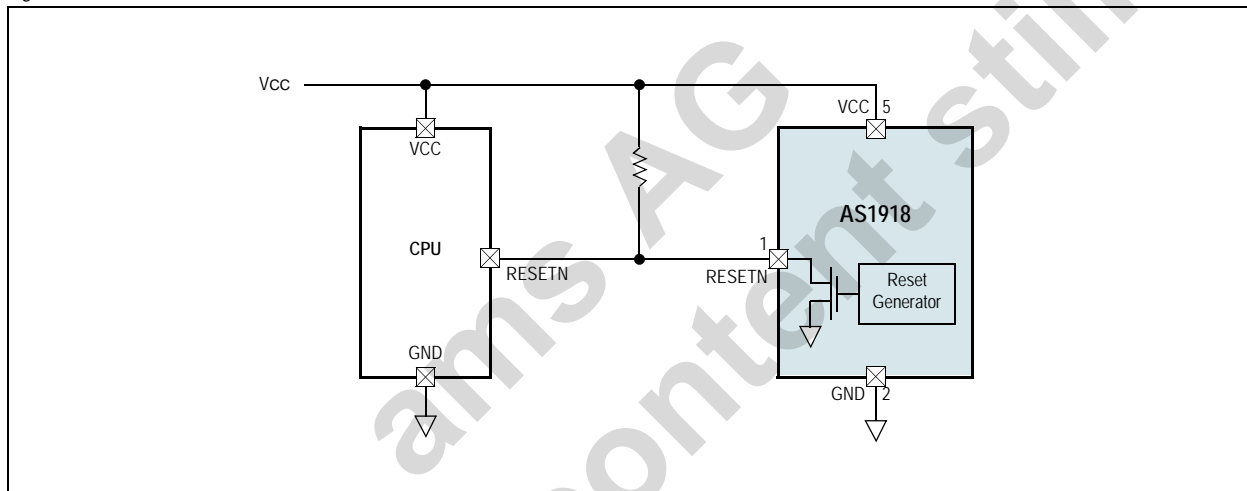 Vcc
VCC 5
VCC
AS1918
CPU
1
RESETN
RESETN
Reset
Generator
GND
GND 2
ams AG
content still